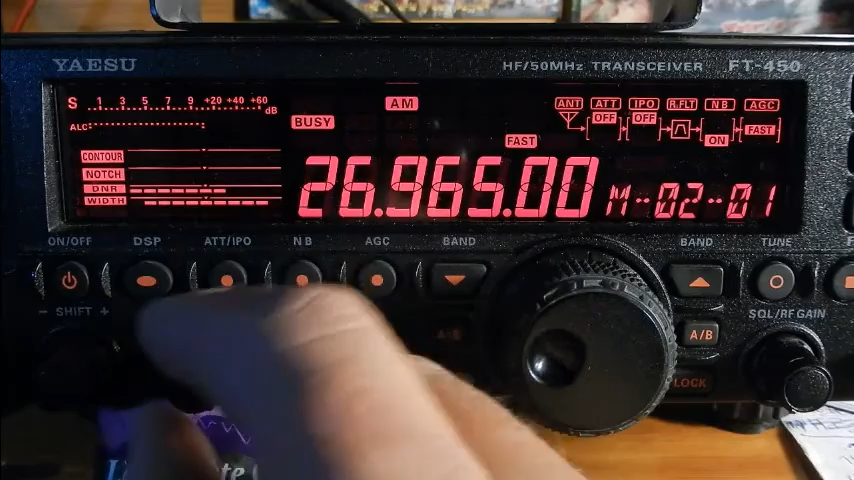 YAESU
HF/50MHz TRANSCEIVER FT-450
S 1 3 5 7 9 +20 +40 +60 dB
ALC
BUSY
AM
FAST
ANT ATT IPO R.FLT NB AGC
OFF OFF ON FAST
CONTOUR
NOTCH
DNR
WIDTH
26.965.00 M-02-01
ON/OFF DSP ATT/IPO NB AGC BAND BAND TUNE
- SHIFT +
A/B
LOCK
SQL/RF GAIN